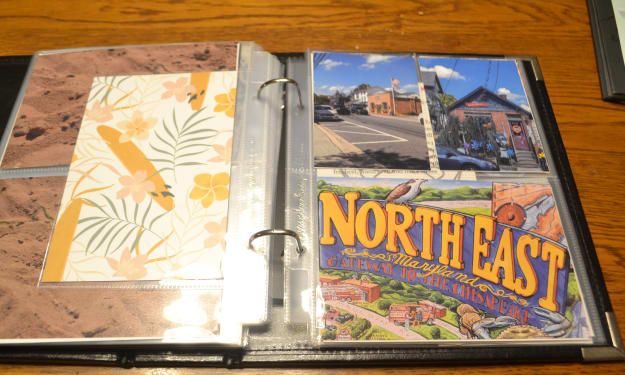 NORTH EAST
Maryland
GATEWAY TO THE CHESAPEAKE